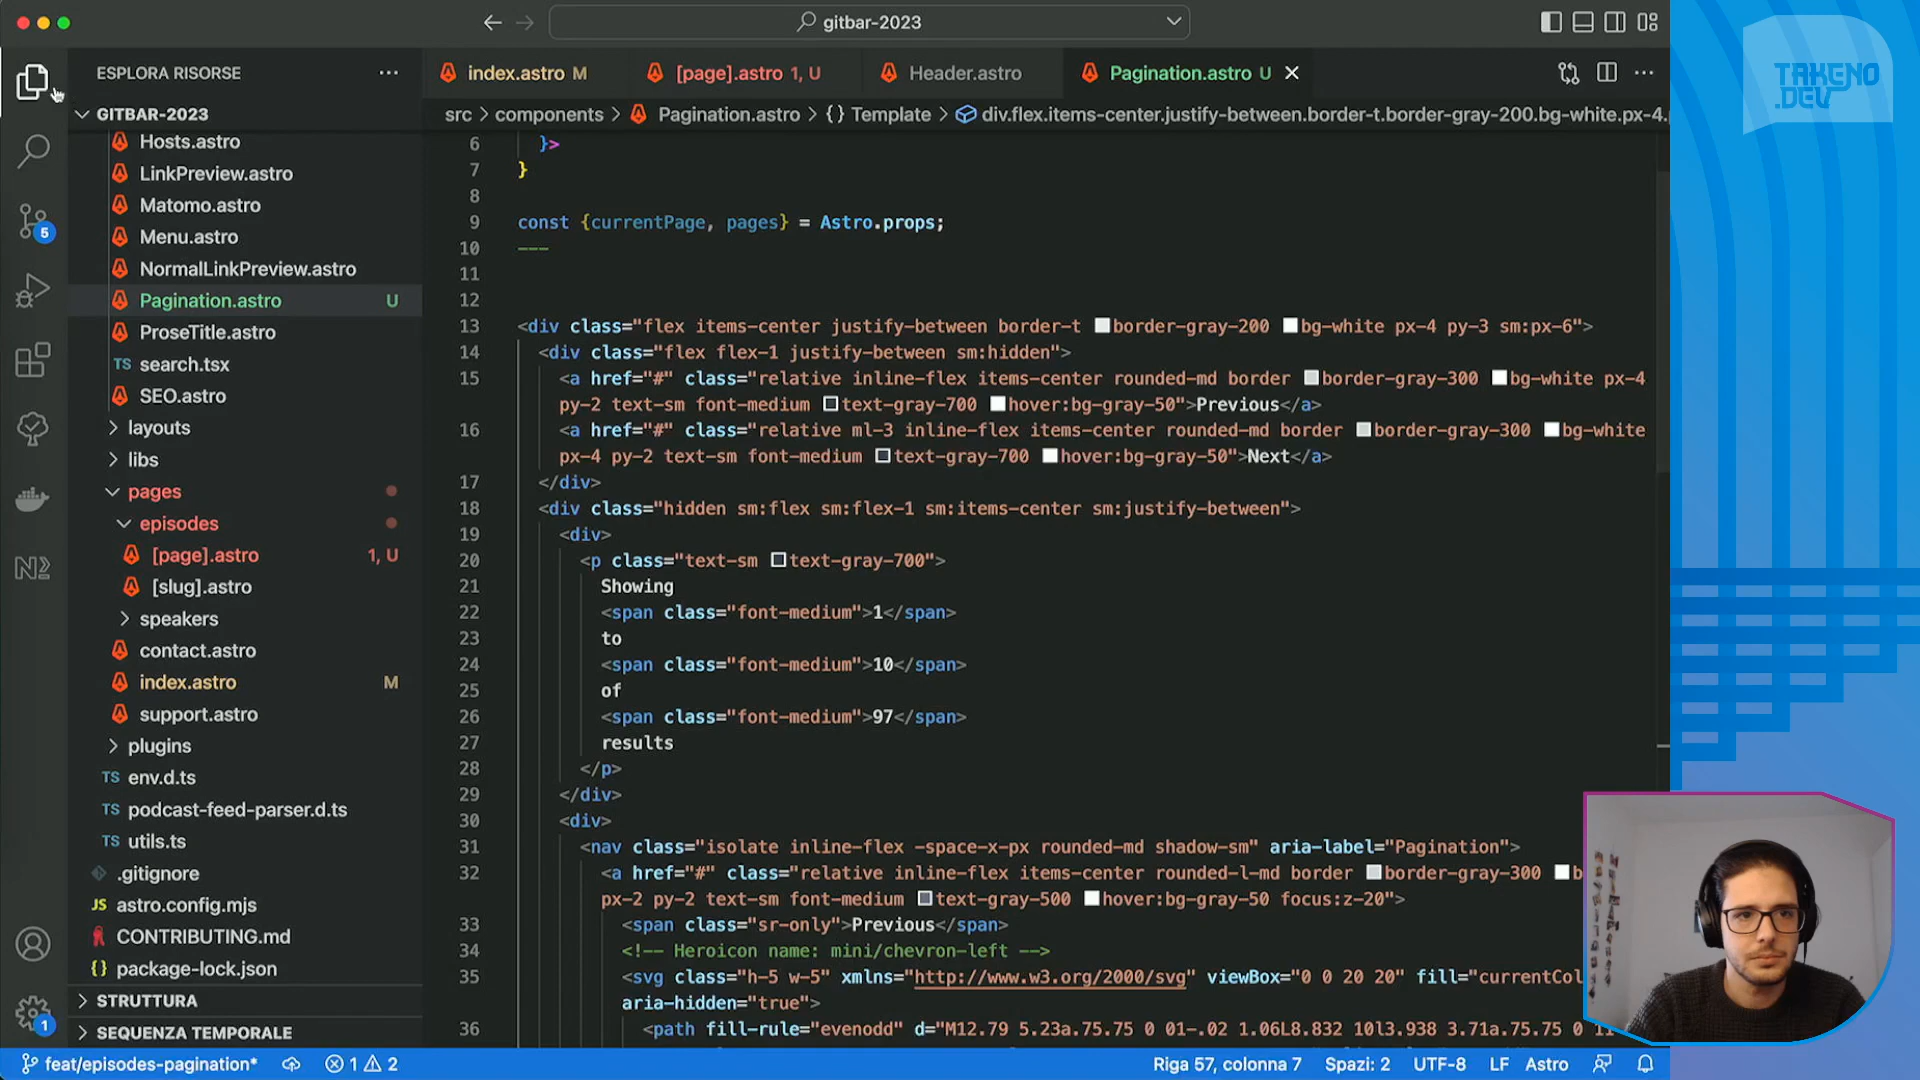 gitbar-2023
TAKENO
.DEV
ESPLORA RISORSE
GITBAR-2023
Hosts.astro
LinkPreview.astro
Matomo.astro
Menu.astro
NormalLinkPreview.astro
Pagination.astro U
ProseTitle.astro
TS search.tsx
SEO.astro
layouts
libs
pages
episodes
[page].astro 1, U
[slug].astro
speakers
contact.astro
index.astro M
support.astro
plugins
TS env.d.ts
TS podcast-feed-parser.d.ts
TS utils.ts
.gitignore
JS astro.config.mjs
CONTRIBUTING.md
{} package-lock.json
STRUTTURA
SEQUENZA TEMPORALE
5
1
index.astro M
[page].astro 1, U
Header.astro
Pagination.astro U
src > components > Pagination.astro > {} Template > div.flex.items-center.justify-between.border-t.border-gray-200.bg-white.px-4.
6 }>
7 }
8
9 const {currentPage, pages} = Astro.props;
10 ---
11
12
13 <div class="flex items-center justify-between border-t border-gray-200 bg-white px-4 py-3 sm:px-6">
14 <div class="flex flex-1 justify-between sm:hidden">
15 <a href="#" class="relative inline-flex items-center rounded-md border border-gray-300 bg-white px-4
py-2 text-sm font-medium text-gray-700 hover:bg-gray-50">Previous</a>
16 <a href="#" class="relative ml-3 inline-flex items-center rounded-md border border-gray-300 bg-white
px-4 py-2 text-sm font-medium text-gray-700 hover:bg-gray-50">Next</a>
17 </div>
18 <div class="hidden sm:flex sm:flex-1 sm:items-center sm:justify-between">
19 <div>
20 <p class="text-sm text-gray-700">
21 Showing
22 <span class="font-medium">1</span>
23 to
24 <span class="font-medium">10</span>
25 of
26 <span class="font-medium">97</span>
27 results
28 </p>
29 </div>
30 <div>
31 <nav class="isolate inline-flex -space-x-px rounded-md shadow-sm" aria-label="Pagination">
32 <a href="#" class="relative inline-flex items-center rounded-l-md border border-gray-300 b
px-2 py-2 text-sm font-medium text-gray-500 hover:bg-gray-50 focus:z-20">
33 <span class="sr-only">Previous</span>
34 <!-- Heroicon name: mini/chevron-left -->
35 <svg class="h-5 w-5" xmlns="http://www.w3.org/2000/svg" viewBox="0 0 20 20" fill="currentCol
aria-hidden="true">
36 <path fill-rule="evenodd" d="M12.79 5.23a.75.75 0 01-.02 1.06L8.832 10l3.938 3.71a.75.75 0 11
feat/episodes-pagination* 1 2
Riga 57, colonna 7 Spazi: 2 UTF-8 LF Astro